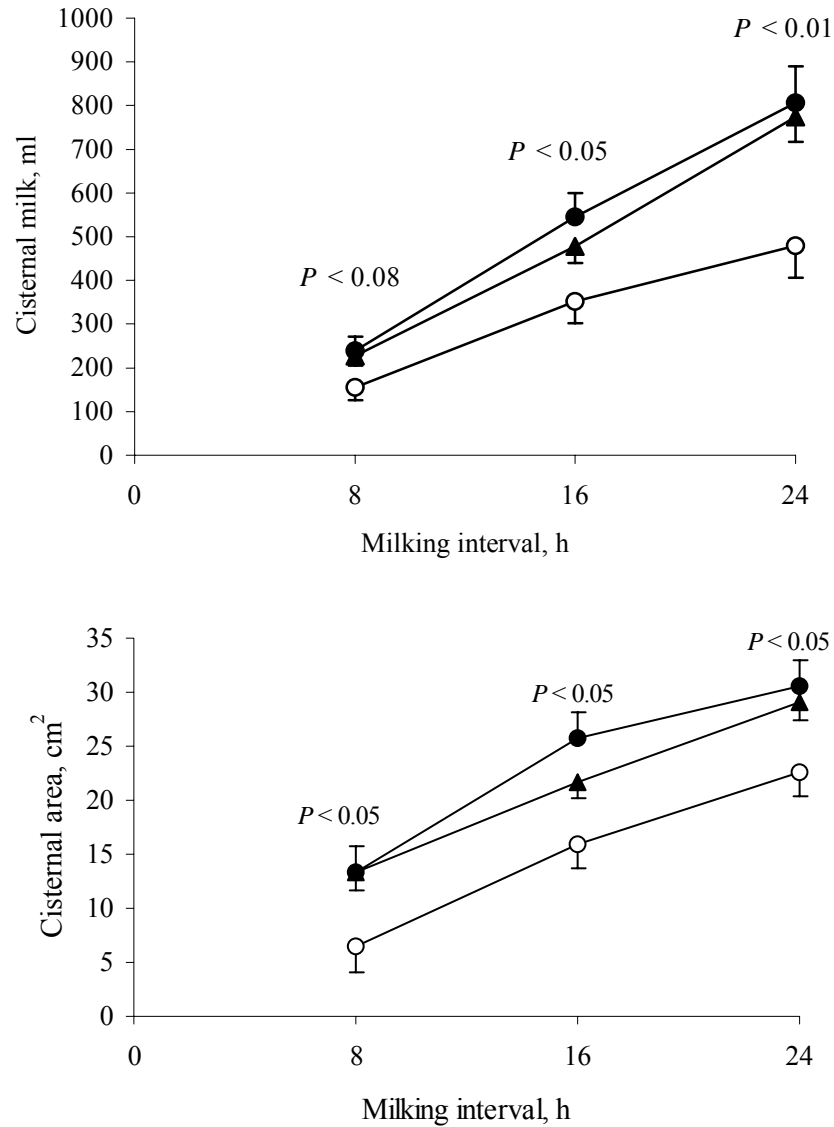 1000
900
800
700
600
500
400
300
200
100
0
Cisternal milk, ml
P < 0.08
P < 0.05
P < 0.01
0 8 16 24
Milking interval, h
35
30
25
20
15
10
5
0
Cisternal area, cm²
P < 0.05
P < 0.05
P < 0.05
0 8 16 24
Milking interval, h